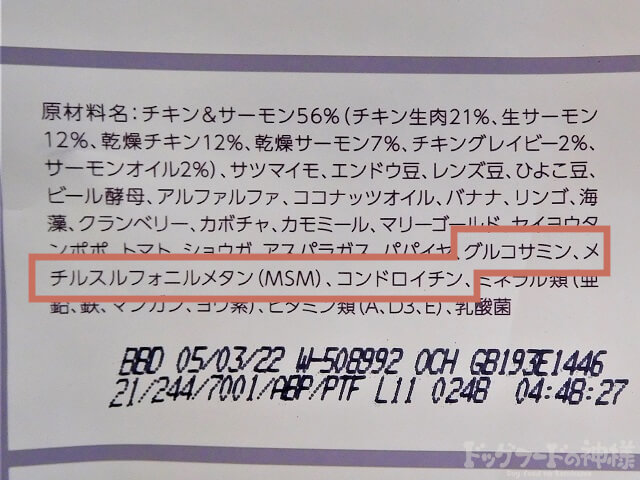 原材料名：チキン&サーモン56%（チキン生肉21%、生サーモン
12%、乾燥チキン12%、乾燥サーモン7%、チキングレイビー2%、
サーモンオイル2%）、サツマイモ、エンドウ豆、レンズ豆、ひよこ豆、
ビール酵母、アルファルファ、ココナッツオイル、バナナ、リンゴ、海
藻、クランベリー、カボチャ、カモミール、マリーゴールド、セイヨウタ
ンポポ、トマト、ショウガ、アスパラガス、パパイヤ、グルコサミン、メ
チルスルフォニルメタン（MSM）、コンドロイチン、ミネラル類（亜
鉛、鉄、マンガン、ヨウ素）、ビタミン類（A、D3、E）、乳酸菌
BBD 05/03/22 W-508992 OCH GB193E1446
21/244/7001/ABP/PTF L11 024B 04:48:27
ドッグフードの神様